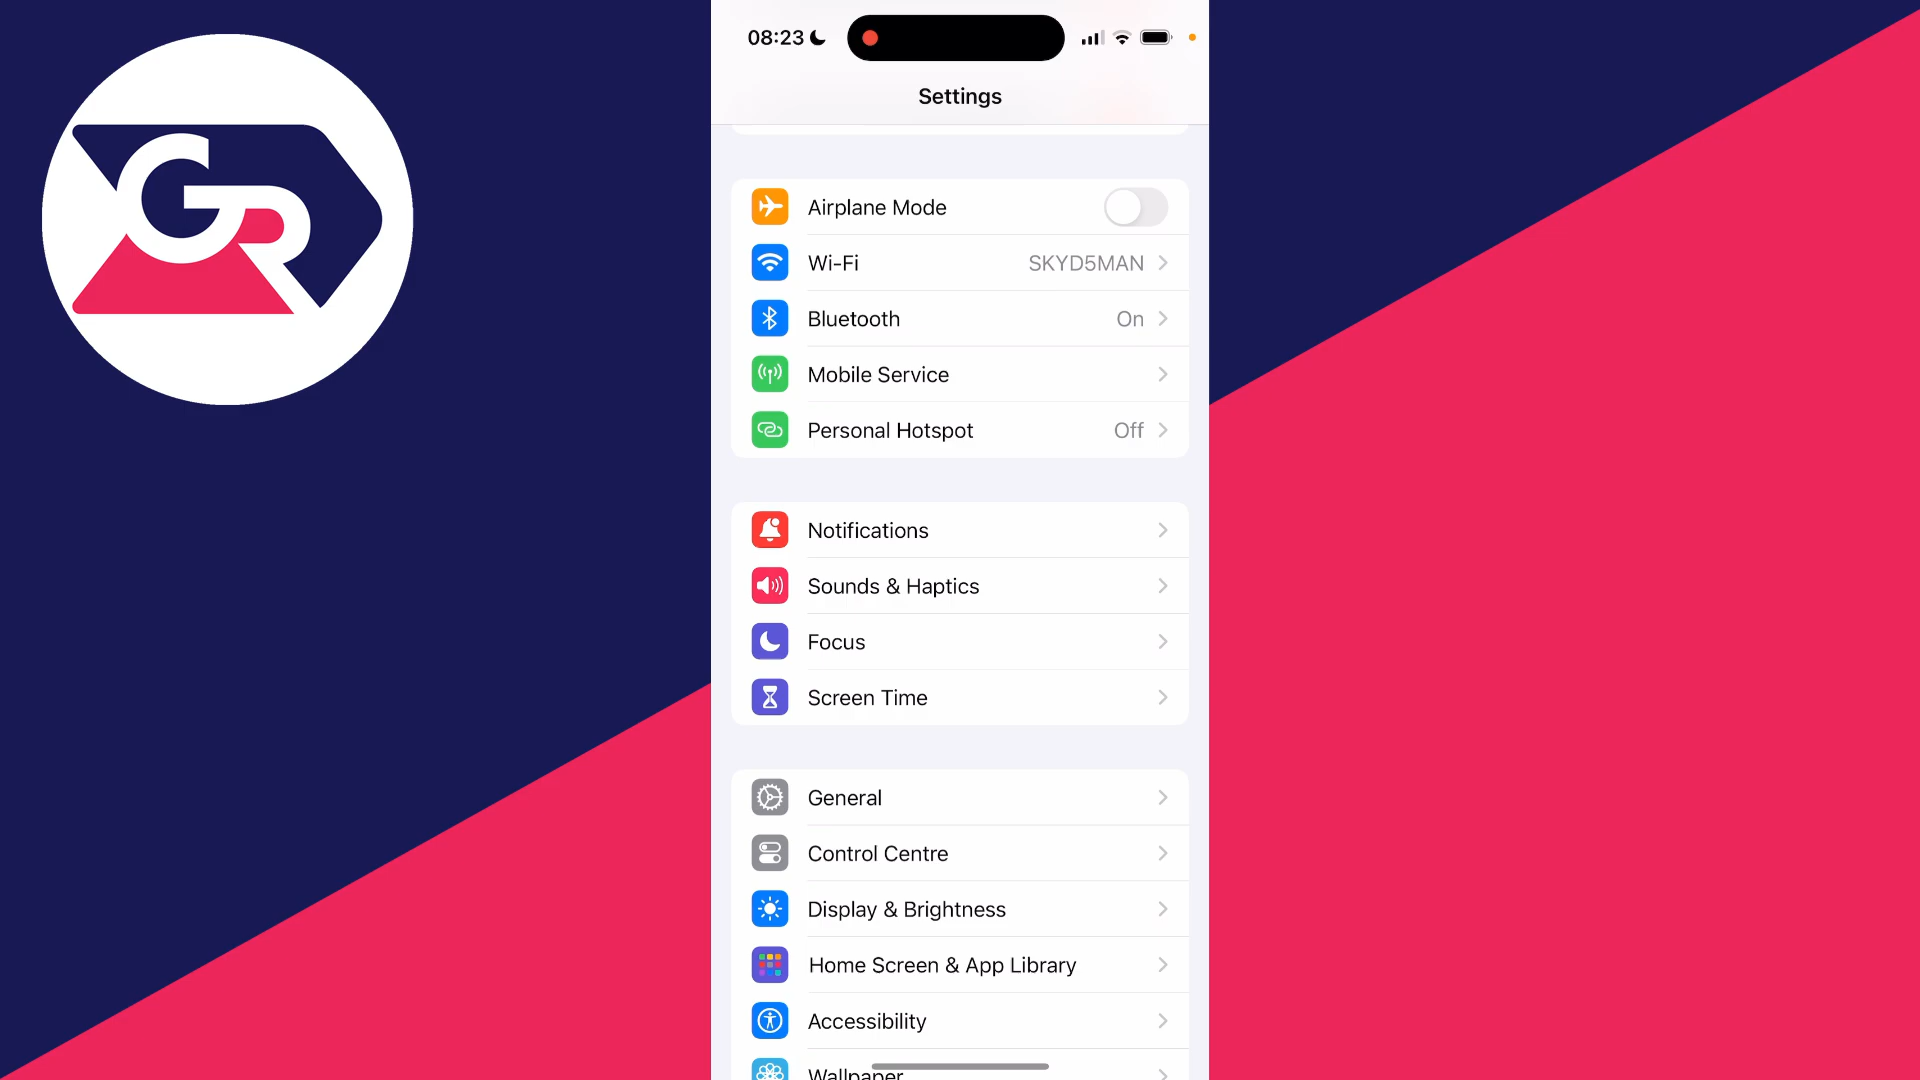 GR
08:23
Settings
Airplane Mode
Wi-Fi SKYD5MAN
Bluetooth On
Mobile Service
Personal Hotspot Off
Notifications
Sounds & Haptics
Focus
Screen Time
General
Control Centre
Display & Brightness
Home Screen & App Library
Accessibility
Wallpaper